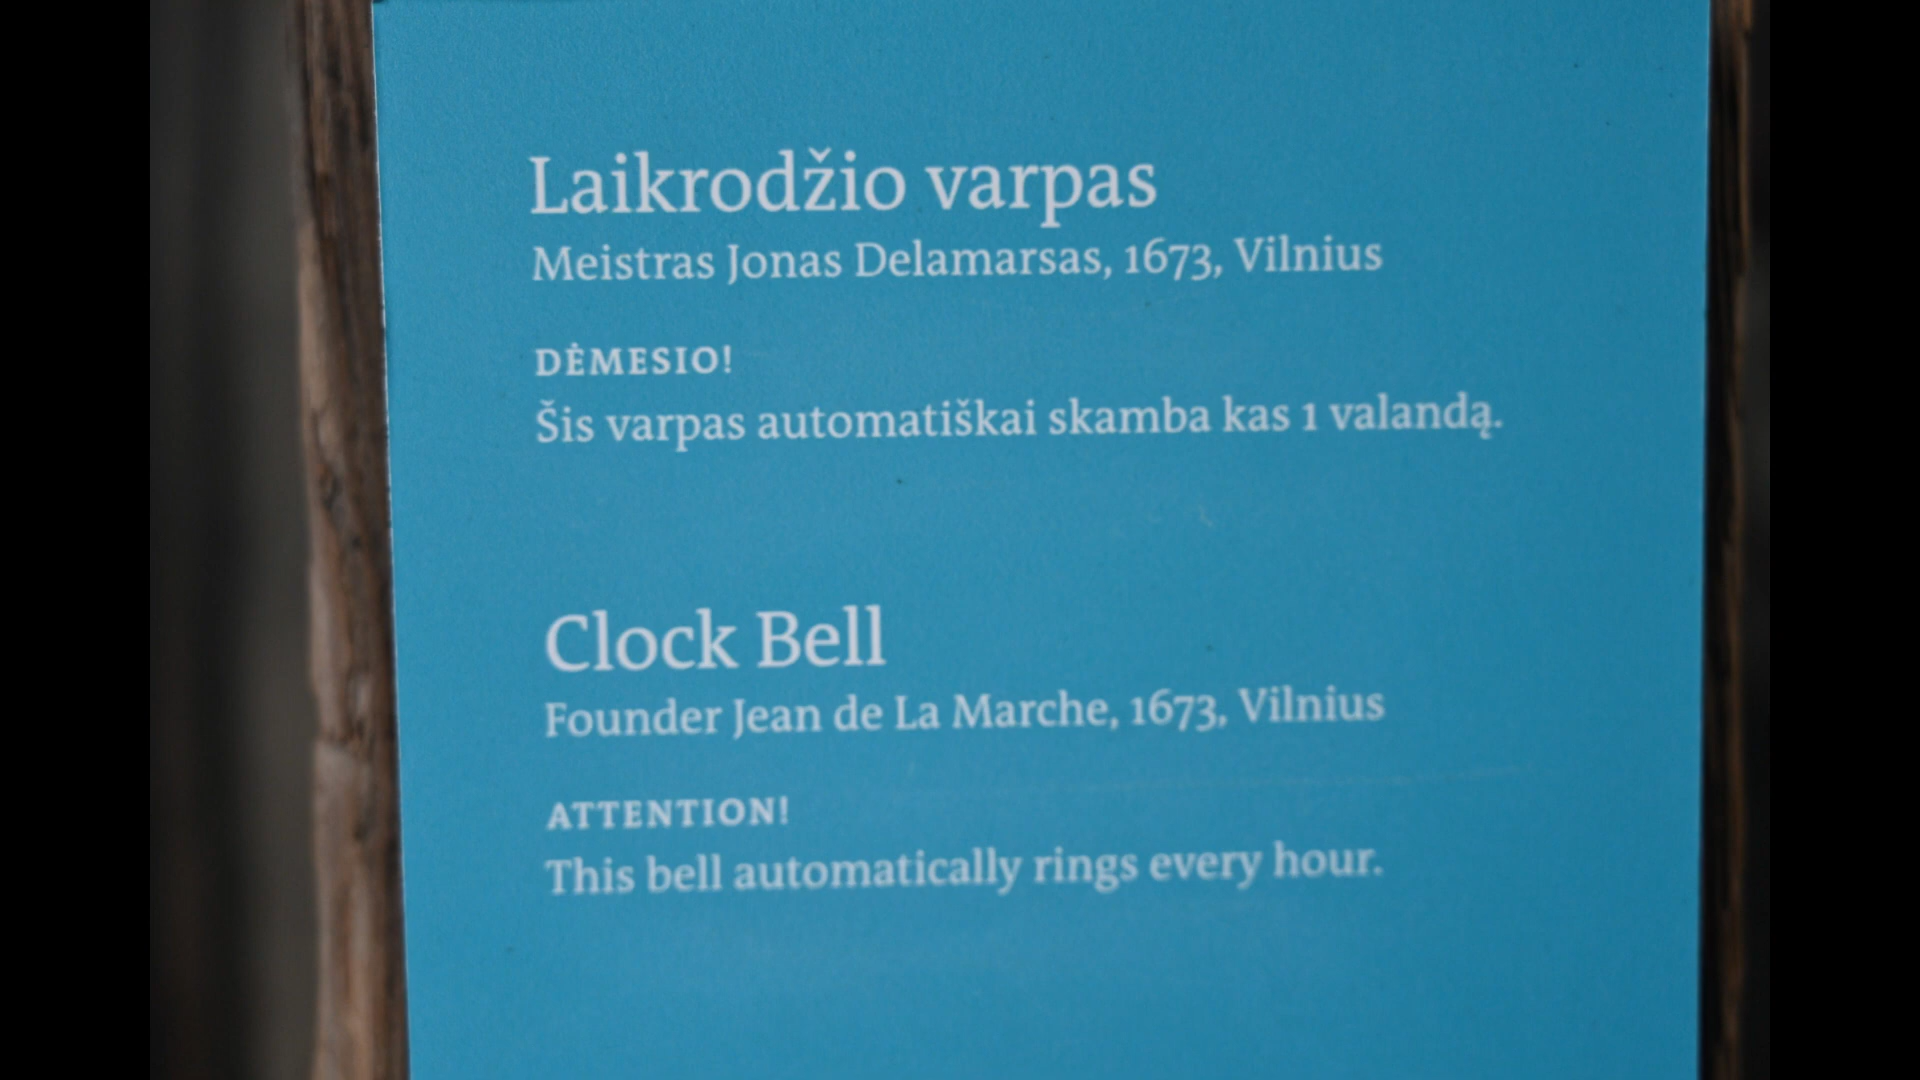 Laikrodžio varpas
Meistras Jonas Delamarsas, 1673, Vilnius
DĖMESIO!
Šis varpas automatiškai skamba kas 1 valandą.
Clock Bell
Founder Jean de La Marche, 1673, Vilnius
ATTENTION!
This bell automatically rings every hour.